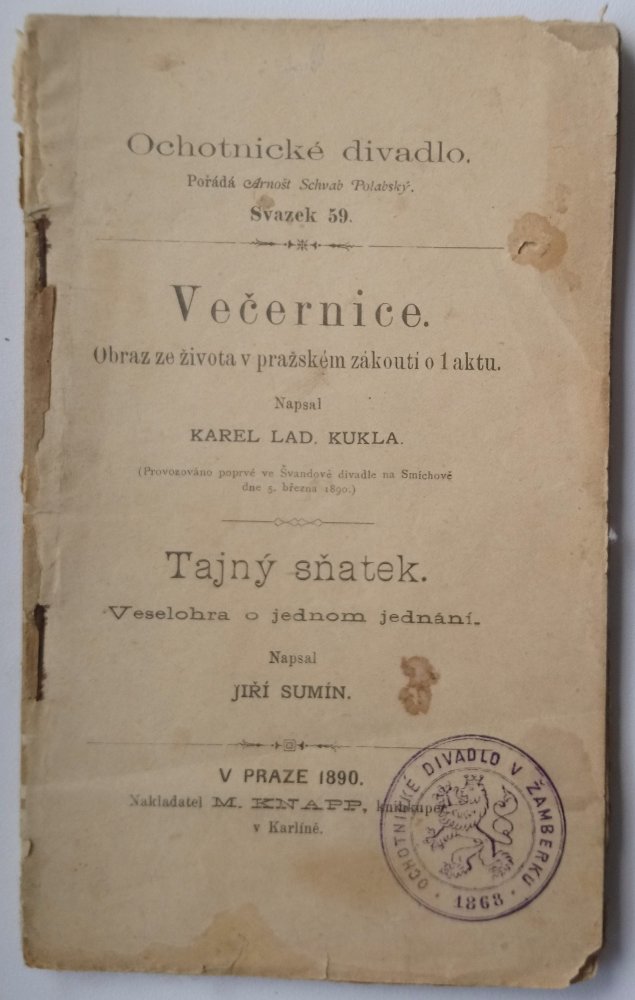 Ochotnické divadlo.
Pořádá Arnošt Schwab Polabský.
Svazek 59.
Večernice.
Obraz ze života v pražském zákoutí o 1 aktu.
Napsal
KAREL LAD. KUKLA.
(Provozováno poprvé ve Švandově divadle na Smíchově
dne 5. března 1890.)
Tajný sňatek.
Veselohra o jednom jednání.
Napsal
JIŘÍ SUMÍN.
V PRAZE 1890.
Nakladatel M. KNAPP, knihkupec
v Karlíně.
OCHOTNICKÉ DIVADLO V ŽAMBERKU
· 1868 ·